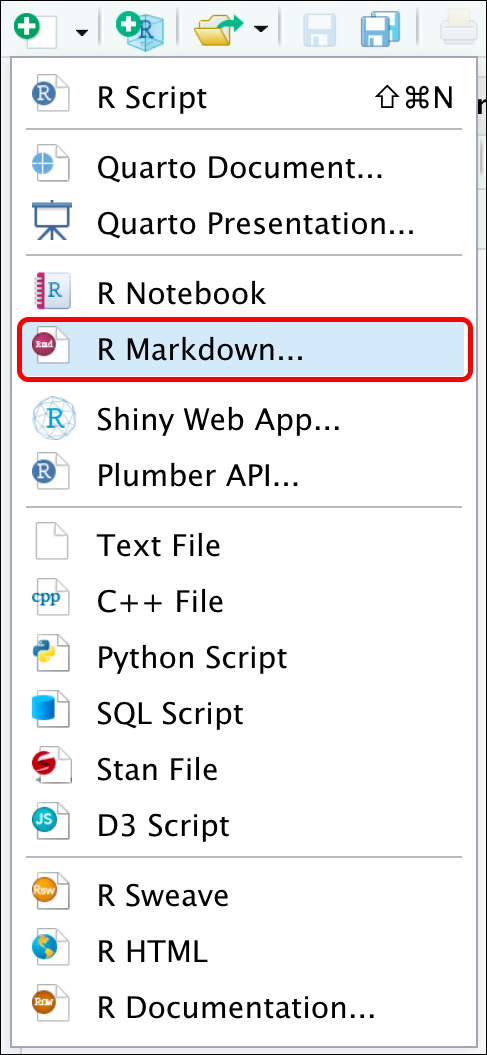 R Script ⇧⌘N
Quarto Document...
Quarto Presentation...
R Notebook
R Markdown...
Shiny Web App...
Plumber API...
Text File
C++ File
Python Script
SQL Script
Stan File
D3 Script
R Sweave
R HTML
R Documentation...